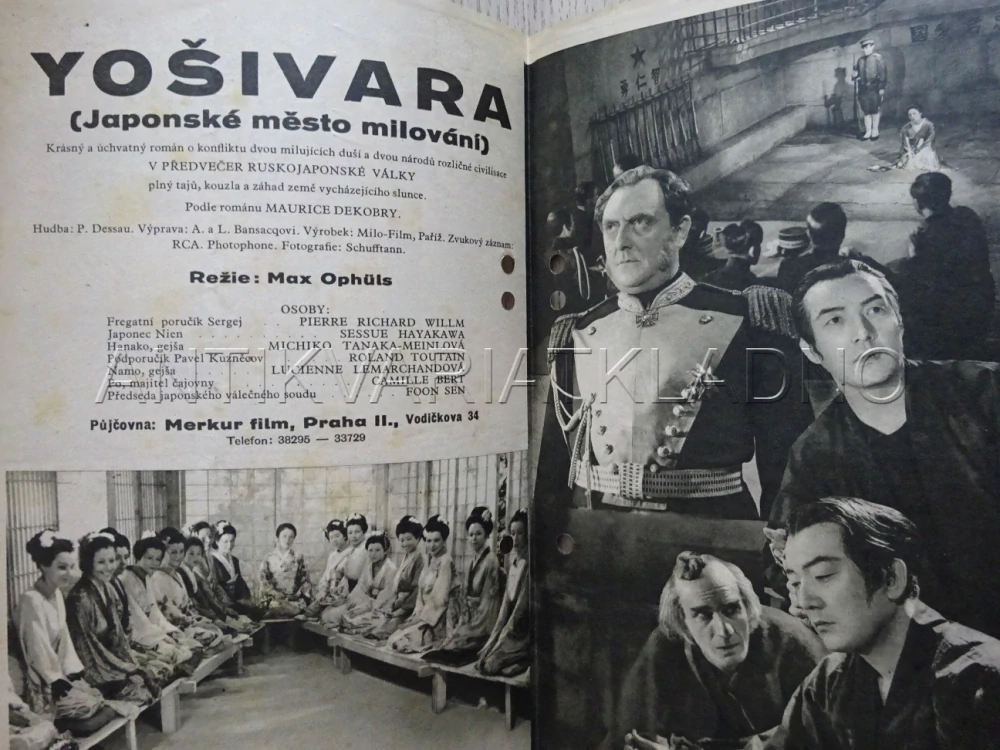 YOŠIVARA
(Japonské město milování)
Krásný a úchvatný román o konfliktu dvou milujících duší a dvou národů rozličné civilisace
V PŘEDVEČER RUSKOJAPONSKÉ VÁLKY
plný tajů, kouzla a záhad země vycházejícího slunce.
Podle románu MAURICE DEKOBRY.
Hudba: P. Dessau. Výprava: A. a L. Bansacqovi. Výrobek: Milo-Film, Paříž. Zvukový záznam:
RCA. Photophone. Fotografie: Schufftann.
Režie: Max Ophüls
OSOBY:
Fregatní poručík Sergej . . . PIERRE RICHARD WILLM
Japonec Nien . . . . . SESSUE HAYAKAWA
Hanako, gejša . . . MICHIKO TANAKA-MEINLOVÁ
Podporučík Pavel Kuznecov . . . ROLAND TOUTAIN
Namo, gejša . . . LUCIENNE LEMARCHANDOVÁ
Po, majitel čajovny . . . . CAMILLE BERT
Předseda japonského válečného soudu . . FOON SEN
ANTIKVARIATKLADHO
Půjčovna: Merkur film, Praha II., Vodičkova 34
Telefon: 38295 — 33729